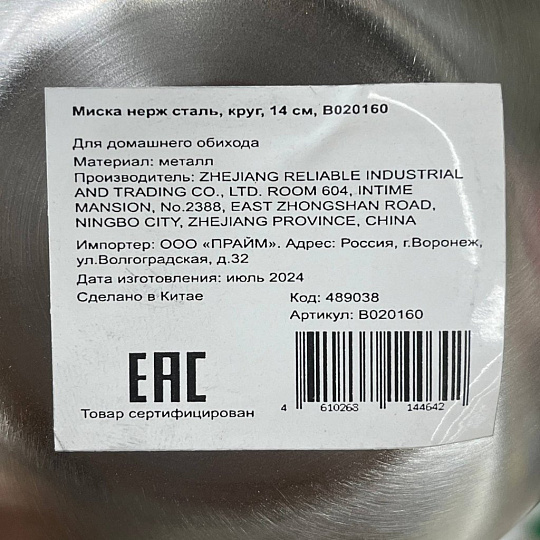 Миска нерж сталь, круг, 14 см, B020160
Для домашнего обихода
Материал: металл
Производитель: ZHEJIANG RELIABLE INDUSTRIAL
AND TRADING CO., LTD. ROOM 604, INTIME
MANSION, No.2388, EAST ZHONGSHAN ROAD,
NINGBO CITY, ZHEJIANG PROVINCE, CHINA
Импортер: ООО «ПРАЙМ». Адрес: Россия, г.Воронеж,
ул.Волгоградская, д.32
Дата изготовления: июль 2024
Сделано в Китае
Код: 489038
Артикул: B020160
EAC
Товар сертифицирован
4 610268 144642